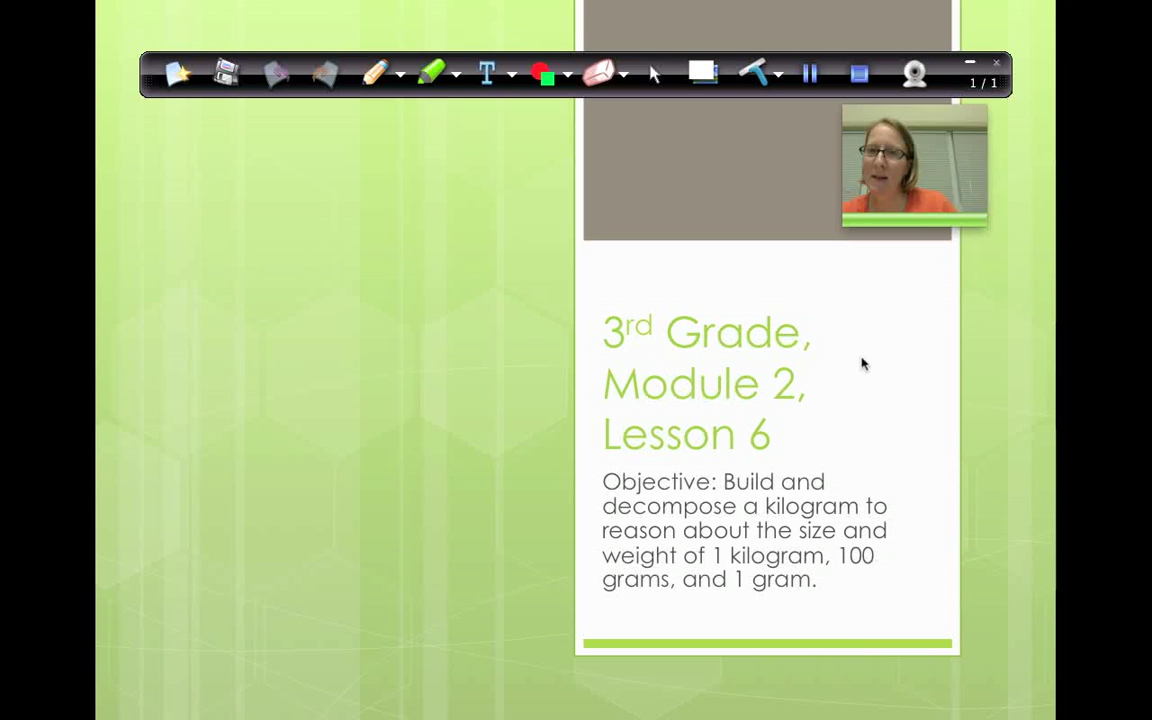 T
1 / 1
3rd Grade,
Module 2,
Lesson 6
Objective: Build and
decompose a kilogram to
reason about the size and
weight of 1 kilogram, 100
grams, and 1 gram.